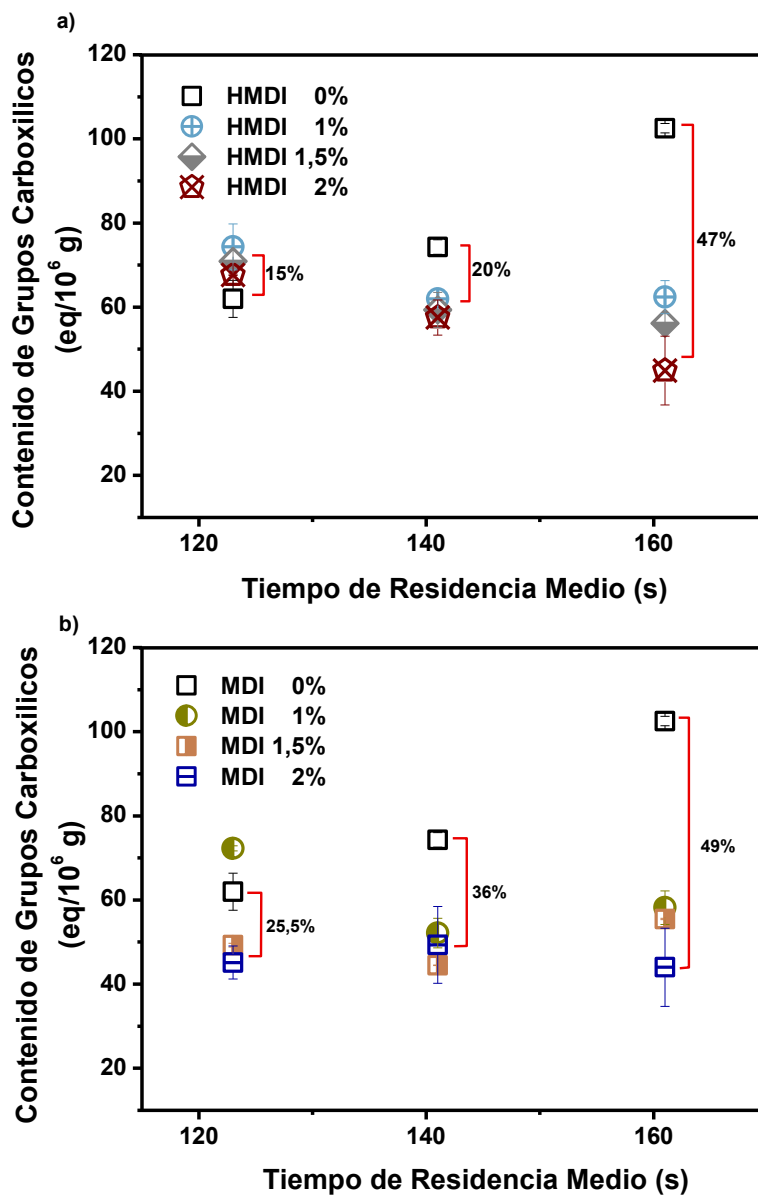 a)
Contenido de Grupos Carboxilicos
(eq/10⁶ g)
120
100
80
60
40
20
HMDI 0%
HMDI 1%
HMDI 1,5%
HMDI 2%
15%
20%
47%
120
140
160
Tiempo de Residencia Medio (s)
b)
Contenido de Grupos Carboxilicos
(eq/10⁶ g)
120
100
80
60
40
20
MDI 0%
MDI 1%
MDI 1,5%
MDI 2%
25,5%
36%
49%
120
140
160
Tiempo de Residencia Medio (s)